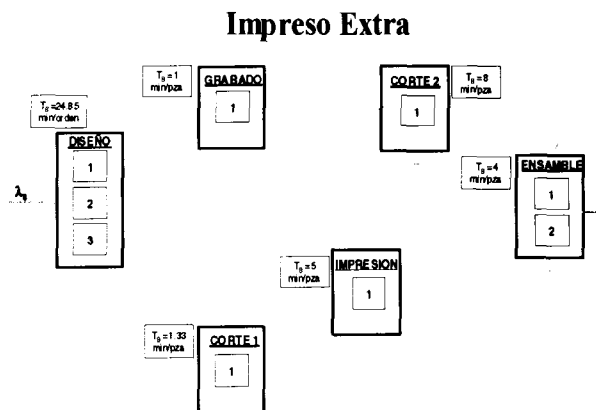 Impreso Extra
T_S = 1
min/pza
GRABADO
1
CORTE 2
1
T_S = 8
min/pza
T_S =24.85
min/orden
DISEÑO
1
2
3
λ_s
T_S = 4
min/pza
ENSAMBLE
1
2
T_S = 5
min/pza
IMPRESION
1
T_S = 1.33
min/pza
CORTE 1
1